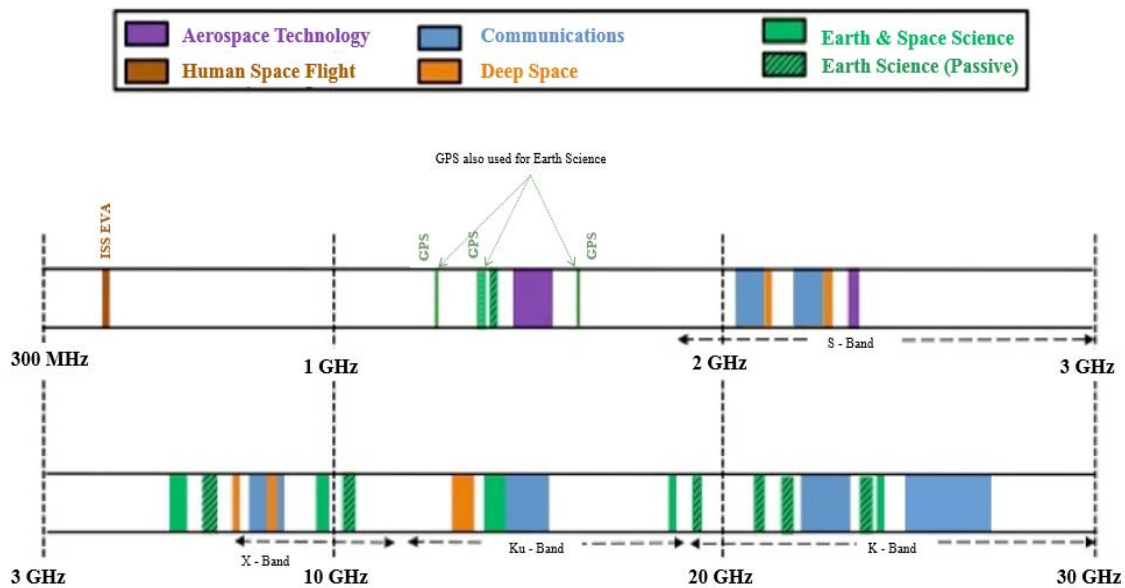 Aerospace Technology
Communications
Earth & Space Science
Human Space Flight
Deep Space
Earth Science (Passive)
GPS also used for Earth Science
ISS EVA
GPS
GPS
GPS
S - Band
300 MHz
1 GHz
2 GHz
3 GHz
X - Band
Ku - Band
K - Band
3 GHz
10 GHz
20 GHz
30 GHz